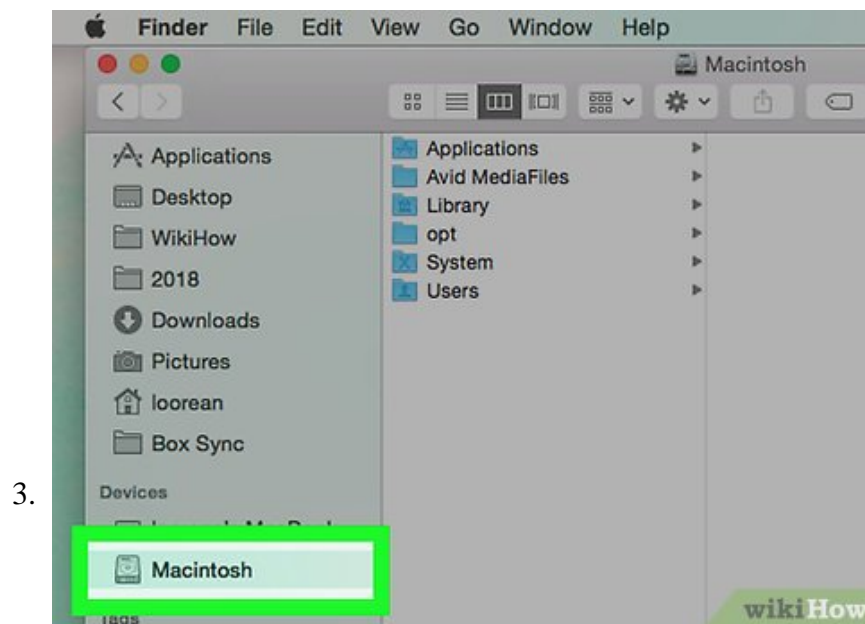 Finder File Edit View Go Window Help
Macintosh
Applications
Desktop
WikiHow
2018
Downloads
Pictures
loorean
Box Sync
Devices
Macintosh
Tags
Applications
Avid MediaFiles
Library
opt
System
Users
3.
wikiHow